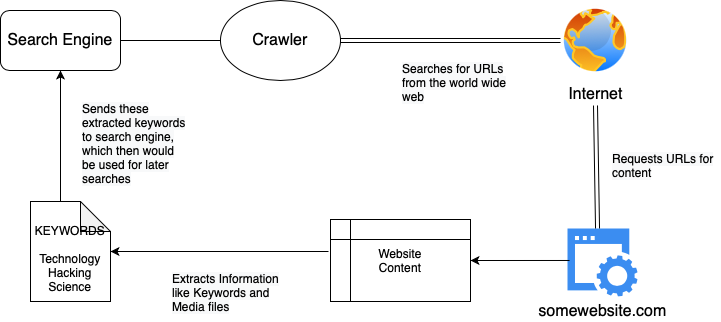 Search Engine
Crawler
Searches for URLs
from the world wide
web
Internet
Sends these
extracted keywords
to search engine,
which then would
be used for later
searches
Requests URLs for
content
KEYWORDS
Technology
Hacking
Science
Extracts Information
like Keywords and
Media files
Website
Content
somewebsite.com